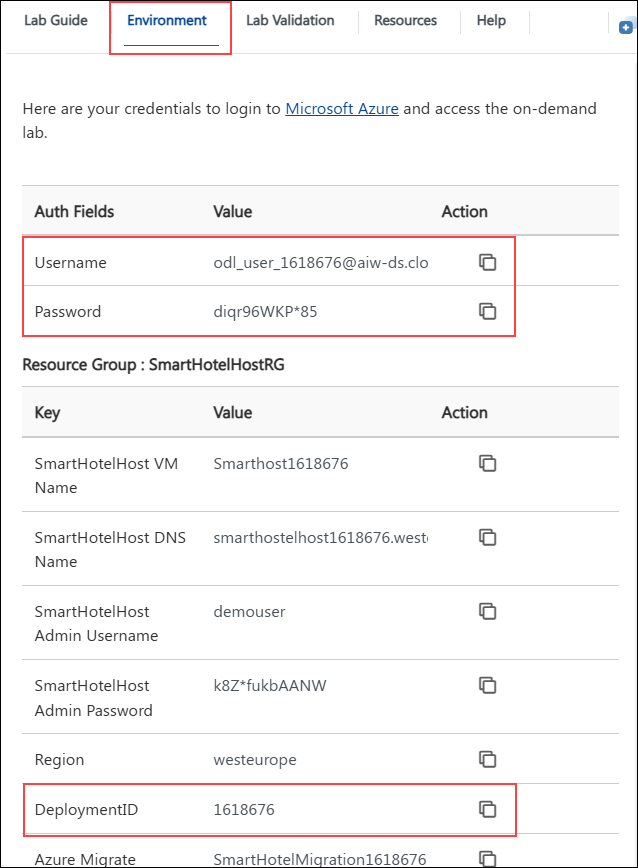 Lab Guide Environment Lab Validation Resources Help
Here are your credentials to login to Microsoft Azure and access the on-demand
lab.
Auth Fields Value Action
Username odl_user_1618676@aiw-ds.clo
Password diqr96WKP*85
Resource Group : SmartHotelHostRG
Key Value Action
SmartHotelHost VM Smarthost1618676
Name
SmartHotelHost DNS smarthostelhost1618676.west
Name
SmartHotelHost demouser
Admin Username
SmartHotelHost k8Z*fukbAANW
Admin Password
Region westeurope
DeploymentID 1618676
Azure Migrate SmartHotelMigration1618676